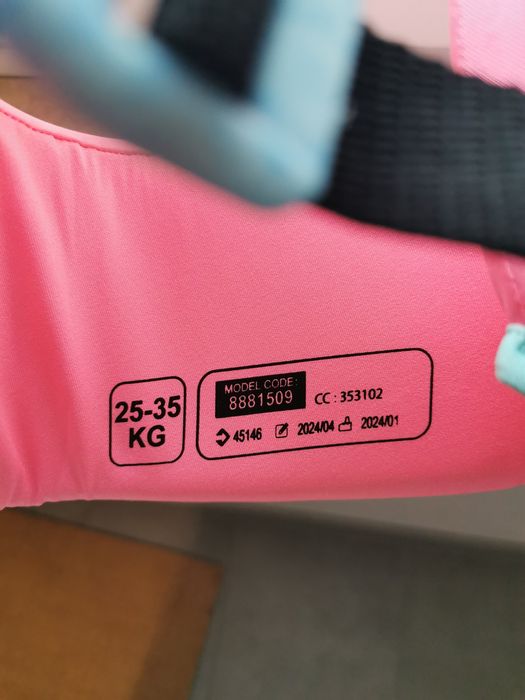 25-35
KG
MODEL CODE:
8881509
CC : 353102
45146 2024/04 2024/01